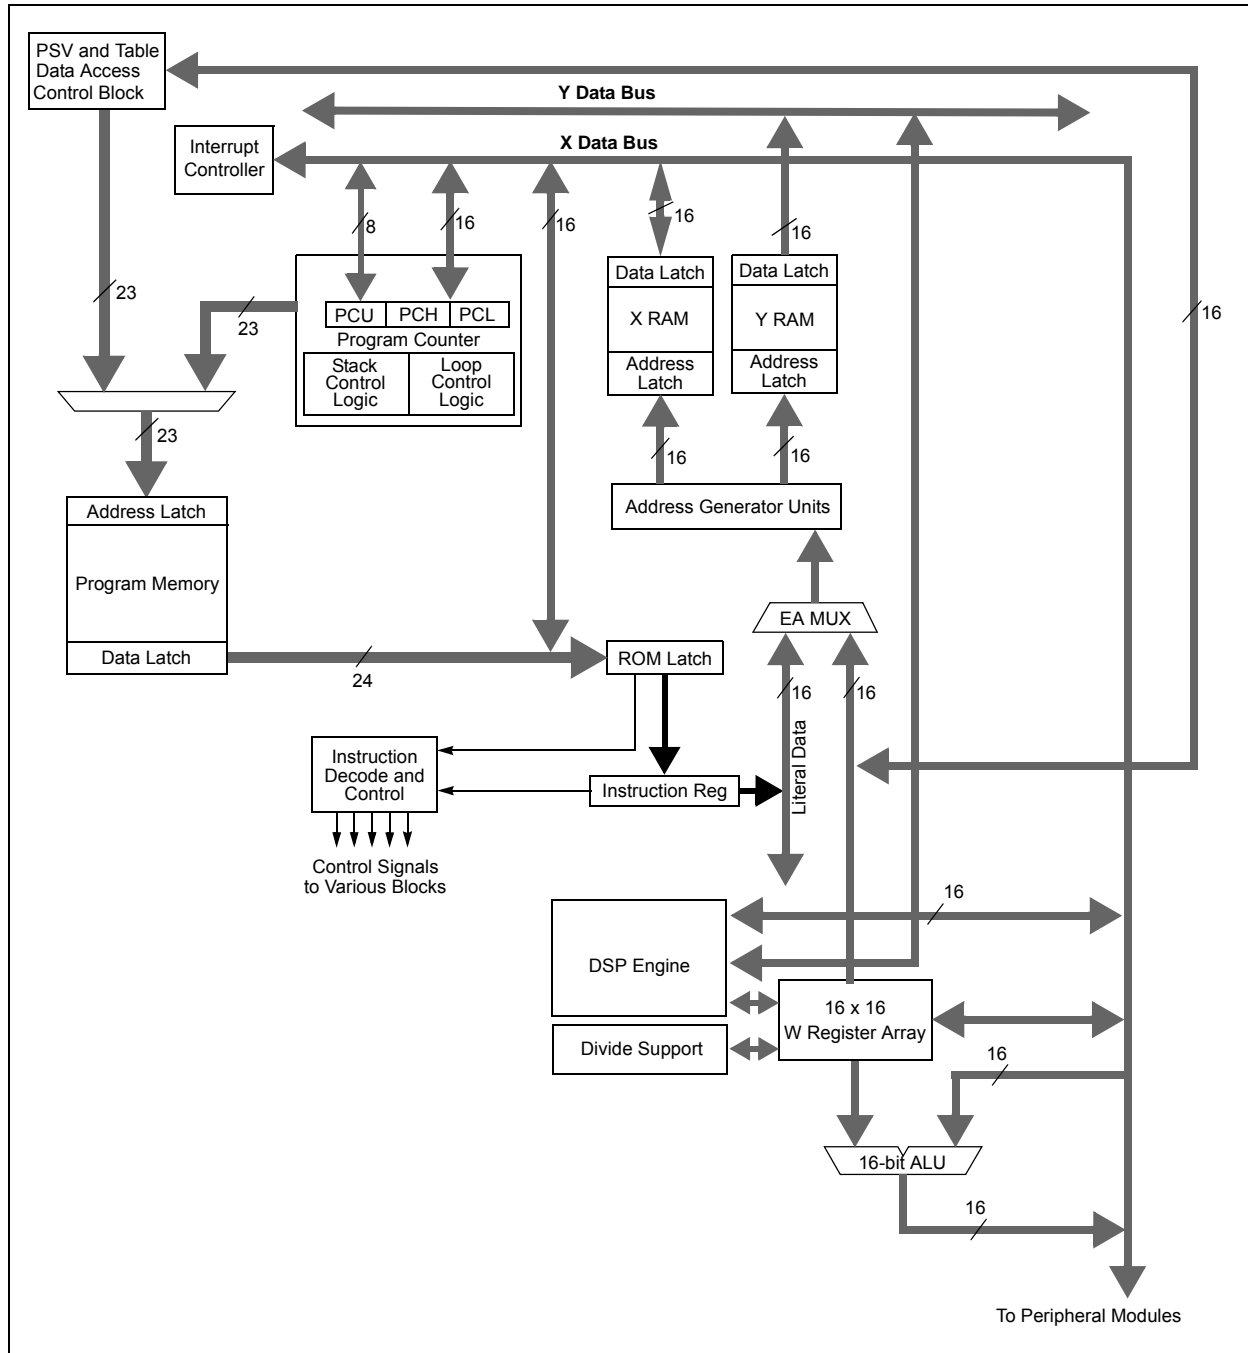 PSV and Table
Data Access
Control Block
Y Data Bus
Interrupt
Controller
X Data Bus
8
16
16
16
16
23
23
16
Data Latch
Data Latch
PCU
PCH
PCL
X RAM
Y RAM
Program Counter
Stack
Control
Logic
Loop
Control
Logic
Address
Latch
Address
Latch
23
16
16
Address Latch
Address Generator Units
Program Memory
EA MUX
Data Latch
24
ROM Latch
16
16
Literal Data
Instruction
Decode and
Control
Instruction Reg
Control Signals
to Various Blocks
16
DSP Engine
16 x 16
W Register Array
Divide Support
16
16-bit ALU
16
To Peripheral Modules